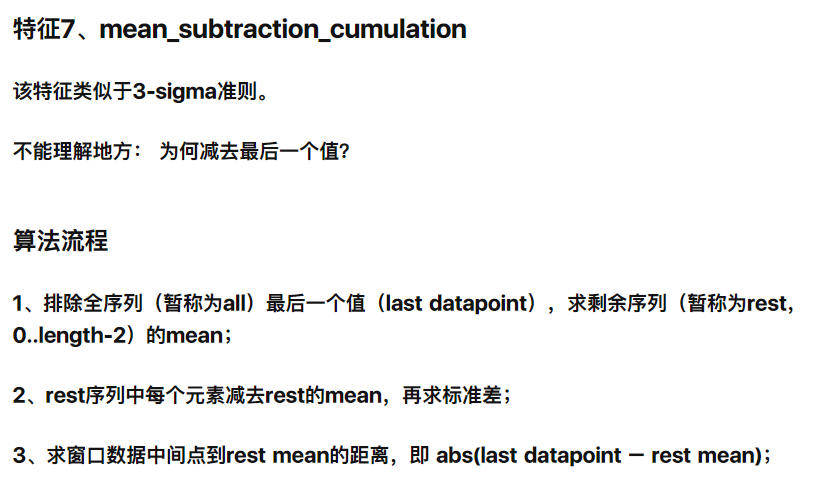 特征7、mean_subtraction_cumulation
该特征类似于3-sigma准则。
不能理解地方： 为何减去最后一个值？
算法流程
1、排除全序列（暂称为all）最后一个值（last datapoint），求剩余序列（暂称为rest，
0..length-2）的mean；
2、rest序列中每个元素减去rest的mean，再求标准差；
3、求窗口数据中间点到rest mean的距离，即 abs(last datapoint — rest mean)；